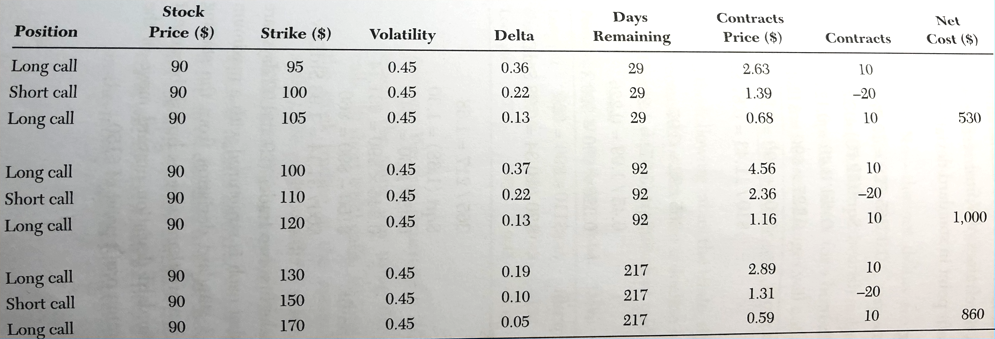 Position Stock Price ($) Strike ($) Volatility Delta Days Remaining Contracts Price ($) Contracts Net Cost ($)
Long call 90 95 0.45 0.36 29 2.63 10
Short call 90 100 0.45 0.22 29 1.39 –20
Long call 90 105 0.45 0.13 29 0.68 10 530
Long call 90 100 0.45 0.37 92 4.56 10
Short call 90 110 0.45 0.22 92 2.36 –20
Long call 90 120 0.45 0.13 92 1.16 10 1,000
Long call 90 130 0.45 0.19 217 2.89 10
Short call 90 150 0.45 0.10 217 1.31 –20
Long call 90 170 0.45 0.05 217 0.59 10 860